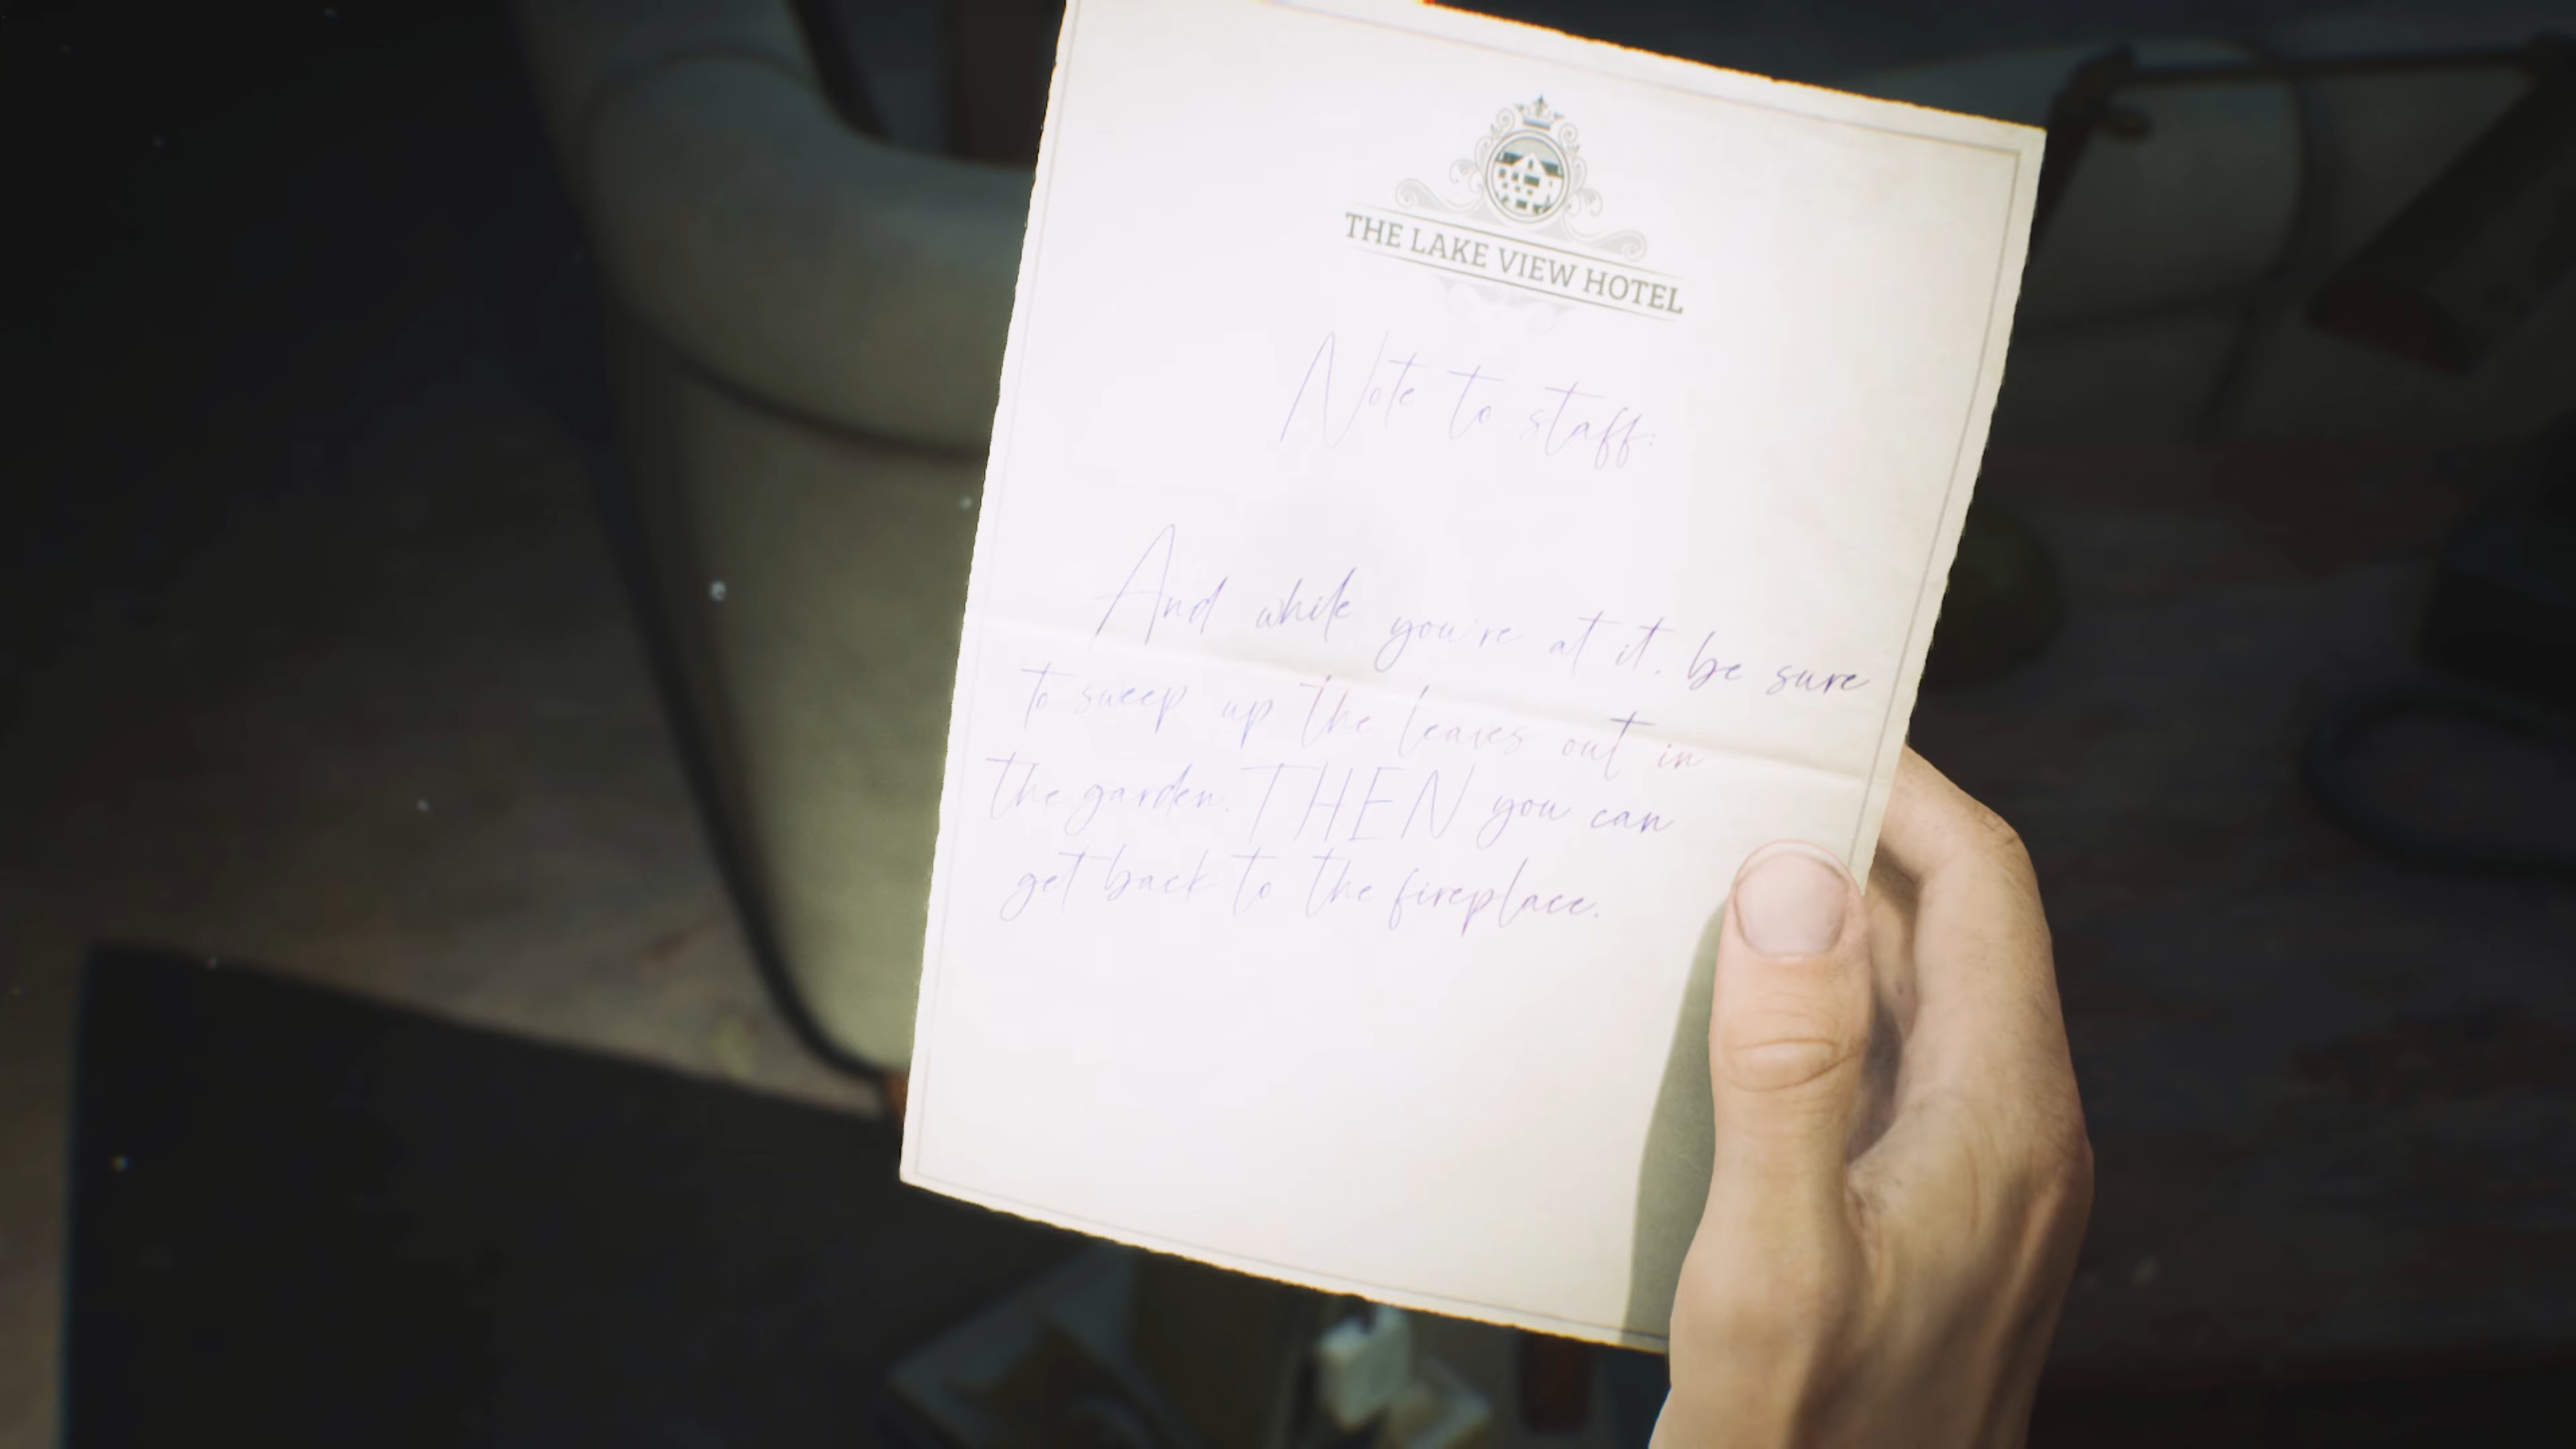 THE LAKE VIEW HOTEL
Note to staff:
And while you're at it, be sure
to sweep up the leaves out in
the garden. THEN you can
get back to the fireplace.